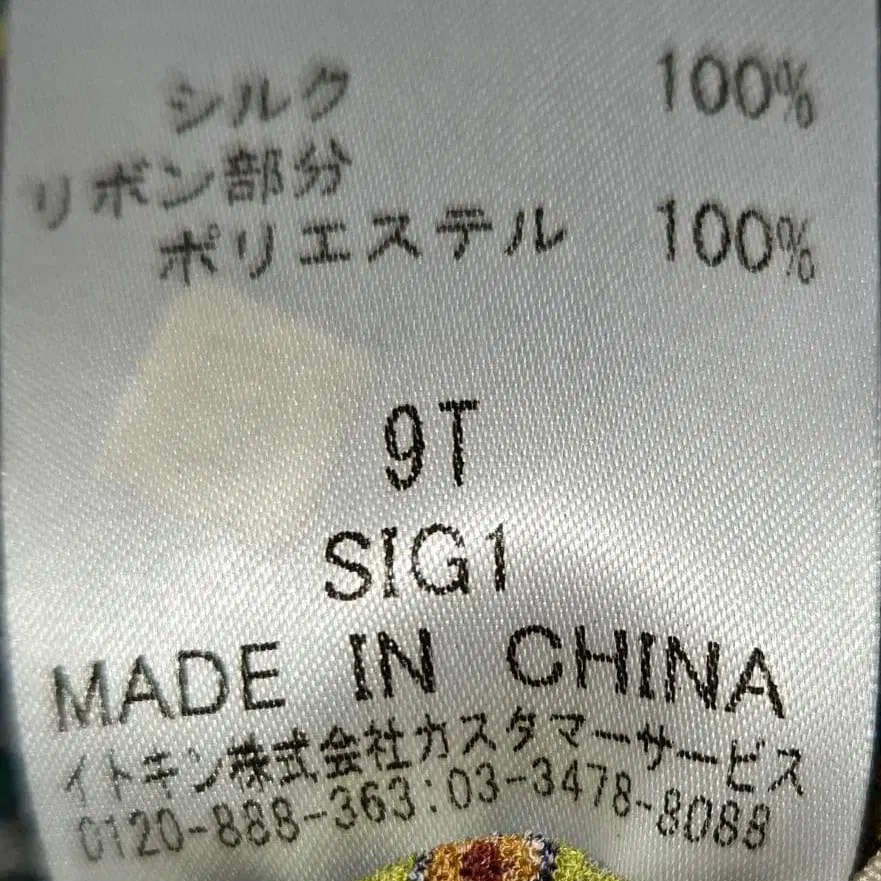 シルク 100%
リボン部分
ポリエステル 100%
9T
SIG1
MADE IN CHINA
イトキン株式会社カスタマーサービス
0120-888-363:03-3478-8088